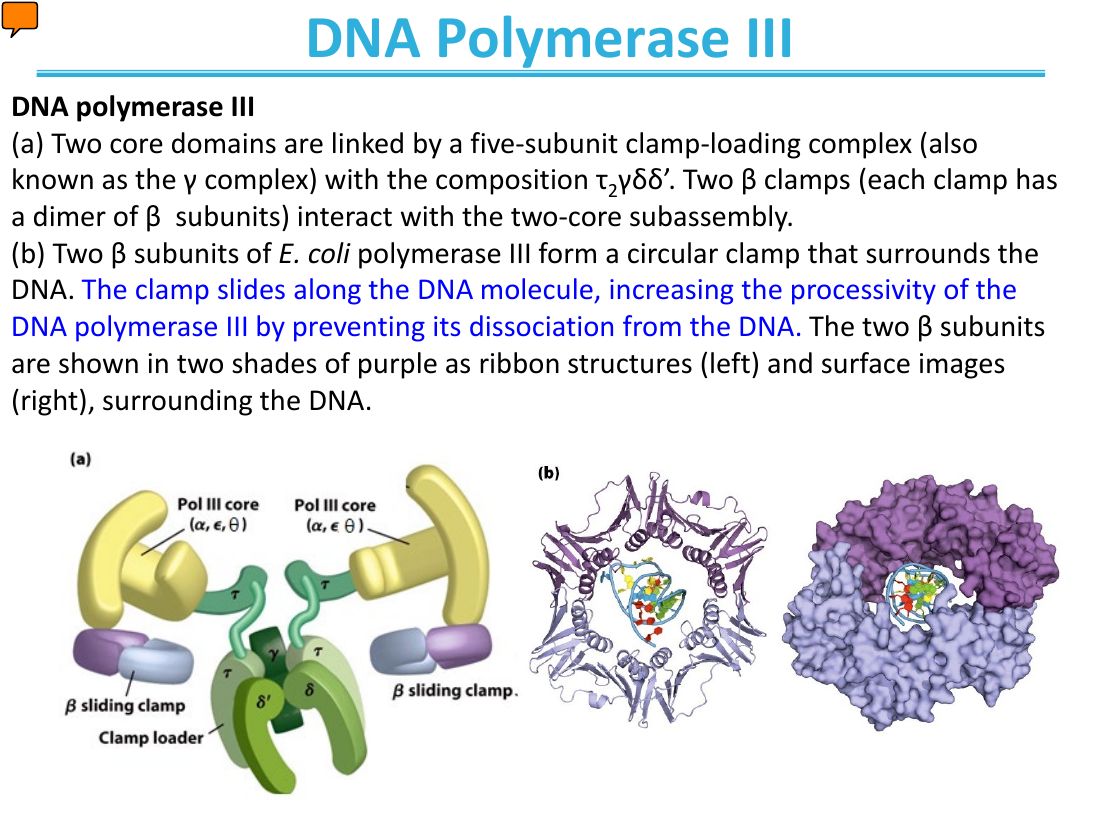 DNA Polymerase III
DNA polymerase III
(a) Two core domains are linked by a five-subunit clamp-loading complex (also
known as the γ complex) with the composition τ₂γδδ’. Two β clamps (each clamp has
a dimer of β  subunits) interact with the two-core subassembly.
(b) Two β subunits of E. coli polymerase III form a circular clamp that surrounds the
DNA. The clamp slides along the DNA molecule, increasing the processivity of the
DNA polymerase III by preventing its dissociation from the DNA. The two β subunits
are shown in two shades of purple as ribbon structures (left) and surface images
(right), surrounding the DNA.
(a)
Pol III core
(α, ϵ, θ)
Pol III core
(α, ϵ θ )
τ
τ
γ
τ
τ
δ
δ′
β sliding clamp
β sliding clamp.
Clamp loader
(b)